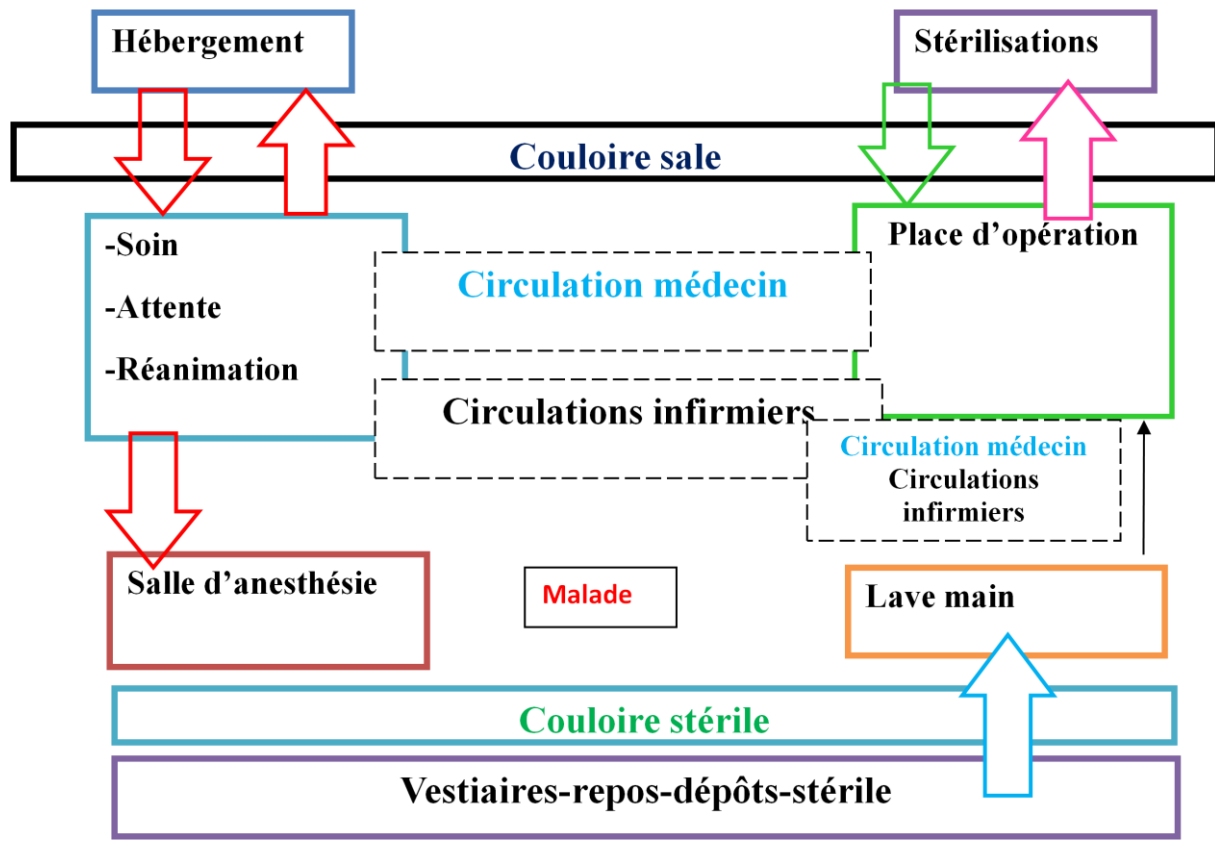 Hébergement
Stérilisations
Couloire sale
-Soin
-Attente
-Réanimation
Place d’opération
Circulation médecin
Circulations infirmiers
Circulation médecin
Circulations
infirmiers
Salle d’anesthésie
Malade
Lave main
Couloire stérile
Vestiaires-repos-dépôts-stérile